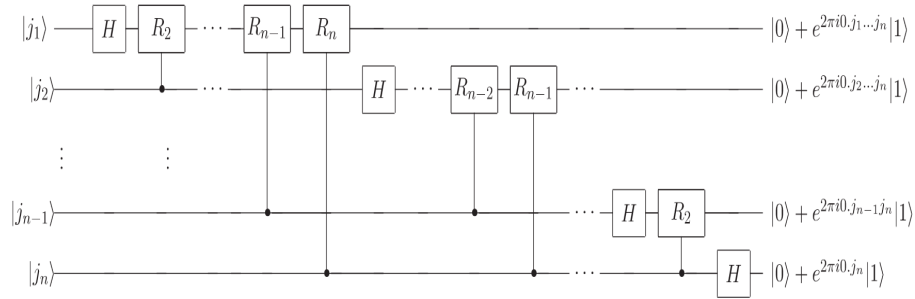 |j₁⟩ H R₂ ⋯ Rₙ₋₁ Rₙ |0⟩ + e^{2πi0.j₁…jₙ}|1⟩
|j₂⟩ ⋯ H ⋯ Rₙ₋₂ Rₙ₋₁ ⋯ |0⟩ + e^{2πi0.j₂…jₙ}|1⟩
⋮ ⋮
|jₙ₋₁⟩ ⋯ H R₂ |0⟩ + e^{2πi0.jₙ₋₁jₙ}|1⟩
|jₙ⟩ ⋯ H |0⟩ + e^{2πi0.jₙ}|1⟩